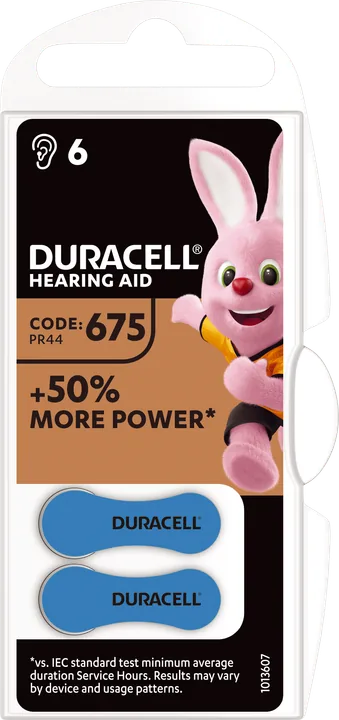 6
DURACELL®
HEARING AID
CODE: 675
PR44
+50%
MORE POWER*
DURACELL
DURACELL
*vs. IEC standard test minimum average
duration Service Hours. Results may vary
by device and usage patterns.
1013607